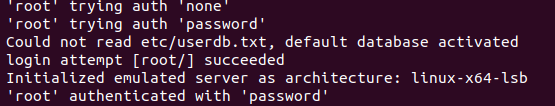 'root' trying auth 'none'
'root' trying auth 'password'
Could not read etc/userdb.txt, default database activated
login attempt [root/] succeeded
Initialized emulated server as architecture: linux-x64-lsb
'root' authenticated with 'password'